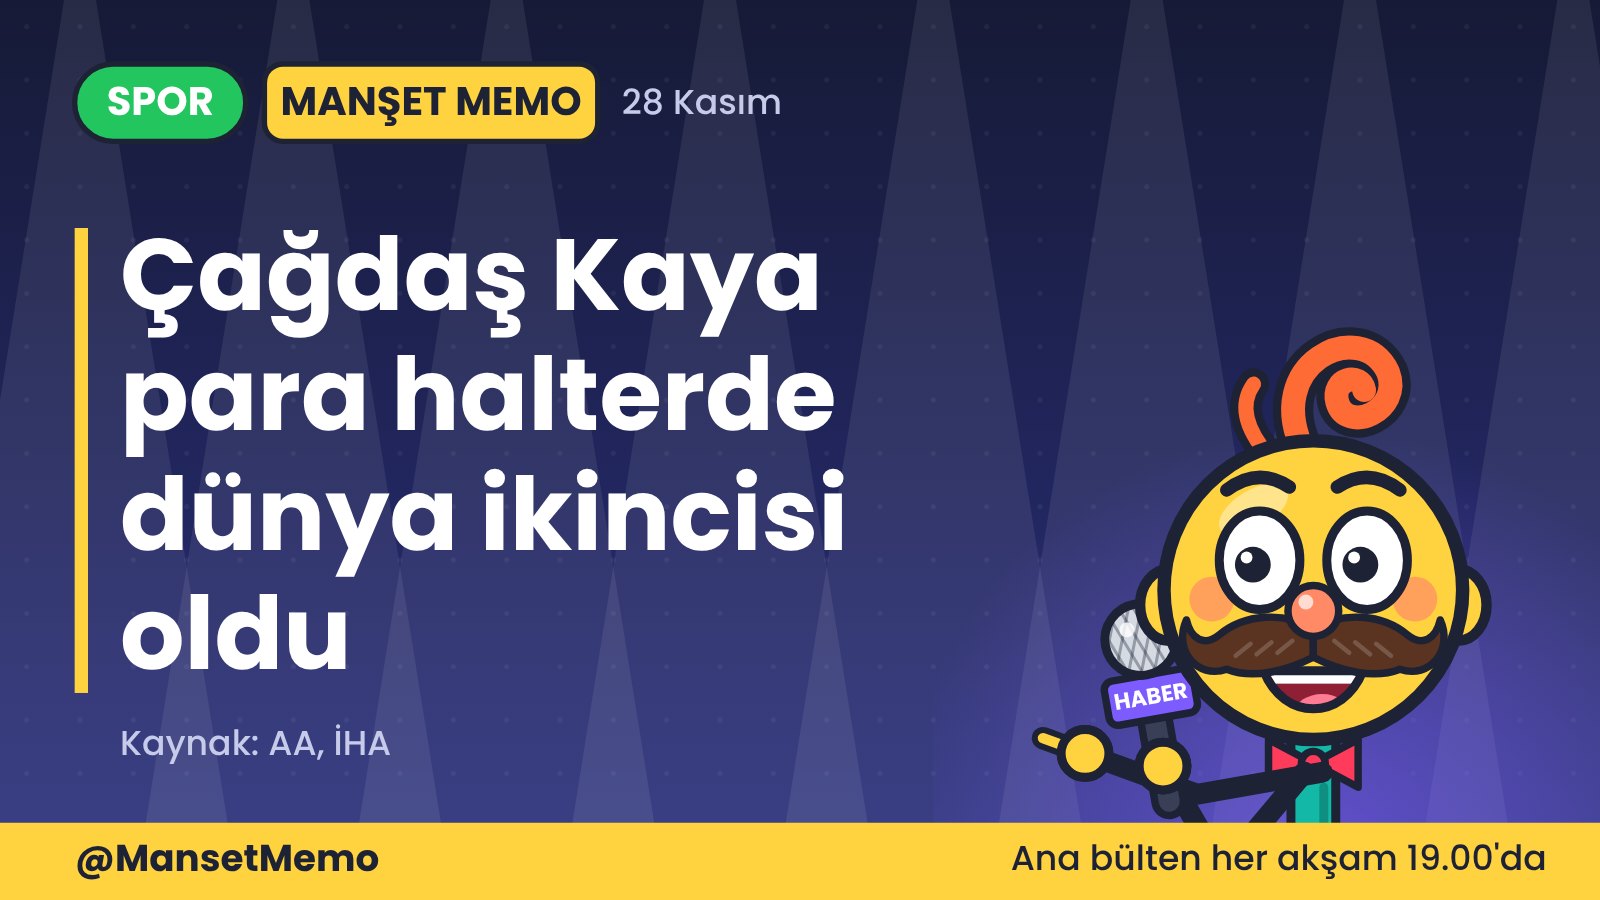 SPOR
MANŞET MEMO
28 Kasım
Çağdaş Kaya
para halterde
dünya ikincisi
oldu
Kaynak: AA, İHA
HABER
@MansetMemo
Ana bülten her akşam 19.00'da